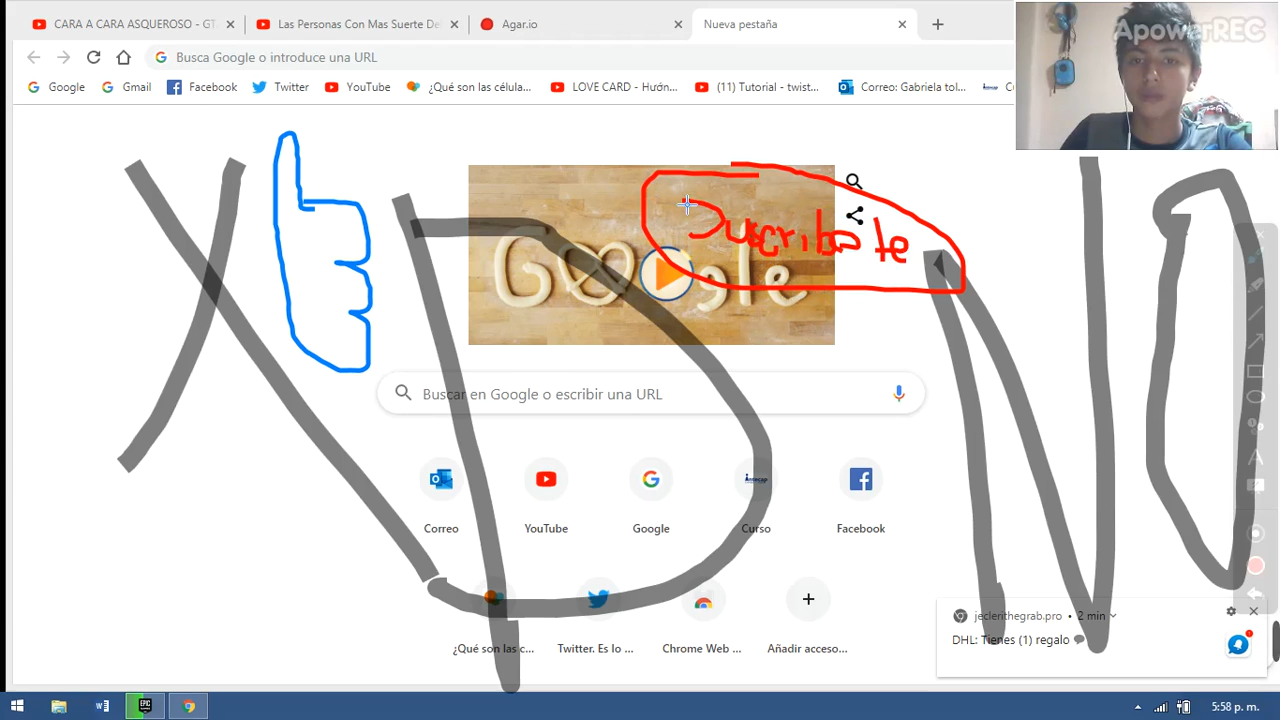 CARA A CARA ASQUEROSO - GT
Las Personas Con Mas Suerte De
Agar.io
Nueva pestaña
ApowerREC
Busca Google o introduce una URL
Google
Gmail
Facebook
Twitter
YouTube
¿Qué son las célula...
LOVE CARD - Hướn...
(11) Tutorial - twist...
Correo: Gabriela tol...
XD NO
Suscribete
Google
Buscar en Google o escribir una URL
Correo
YouTube
Google
Curso
Facebook
¿Qué son las c...
Twitter. Es lo ...
Chrome Web ...
Añadir acceso...
jeclerithegrab.pro • 2 min
DHL: Tienes (1) regalo
5:58 p. m.